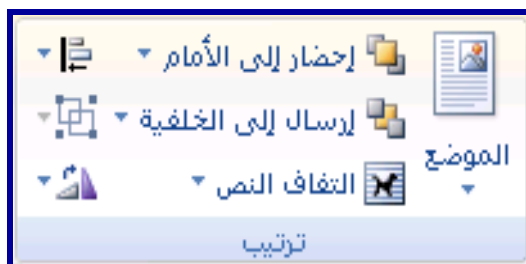 الموضع
إحضار إلى الأمام
إرسال إلى الخلفية
التفاف النص
ترتيب